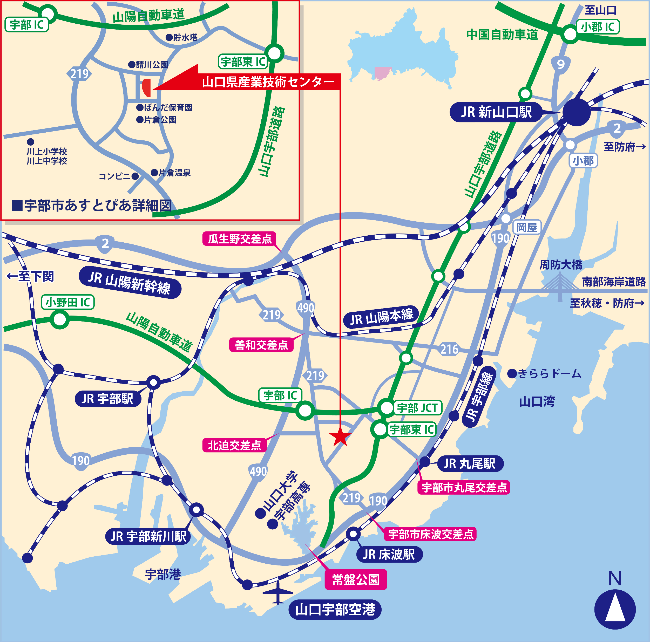 宇部IC
山陽自動車道
貯水塔
宇部東IC
219
山口県産業技術センター
ぱんだ保育園
片倉公園
川上小学校
川上中学校
コンビニ
片倉温泉
山口宇部道路
■宇部市あすとぴあ詳細図
至山口
小郡IC
中国自動車道
9
JR 新山口駅
2
至防府→
小郡
山口宇部道路
岡屋
190
周防大橋
南部海岸道路
至秋穂・防府→
2
瓜生野交差点
←至下関
JR 山陽新幹線
小野田IC
山陽自動車道
219
490
JR 山陽本線
善和交差点
216
きららドーム
山口湾
JR 宇部線
219
JR 宇部駅
宇部IC
宇部JCT
宇部東IC
北迫交差点
190
490
JR 丸尾駅
宇部市丸尾交差点
山口大学
宇部高専
219
190
宇部市床波交差点
JR 宇部新川駅
JR 床波駅
宇部港
常盤公園
山口宇部空港
N